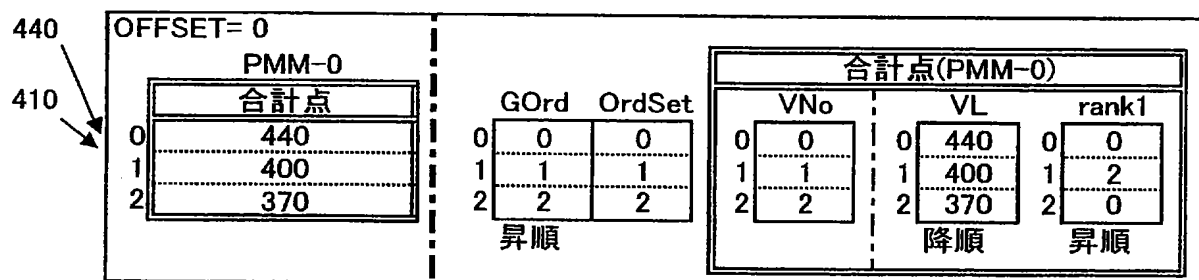 440
410
OFFSET= 0
PMM-0
合計点
0 440
1 400
2 370
GOrd OrdSet
0 0 0
1 1 1
2 2 2
昇順
合計点(PMM-0)
VNo VL rank1
0 0 0 440 0 0
1 1 1 400 1 2
2 2 2 370 2 0
降順 昇順